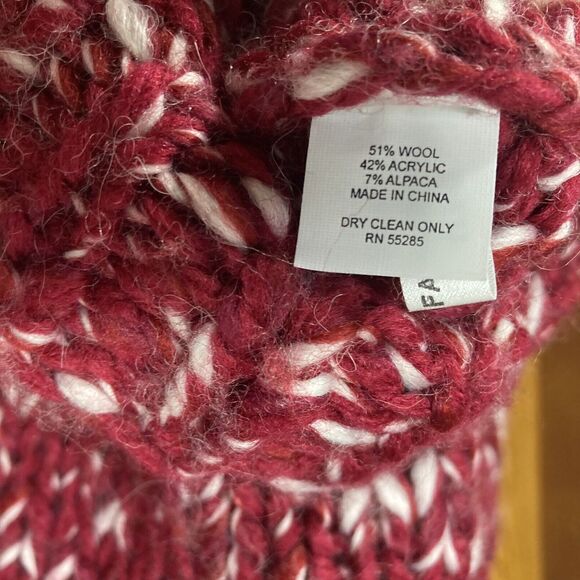 51% WOOL
42% ACRYLIC
7% ALPACA
MADE IN CHINA
DRY CLEAN ONLY
RN 55285